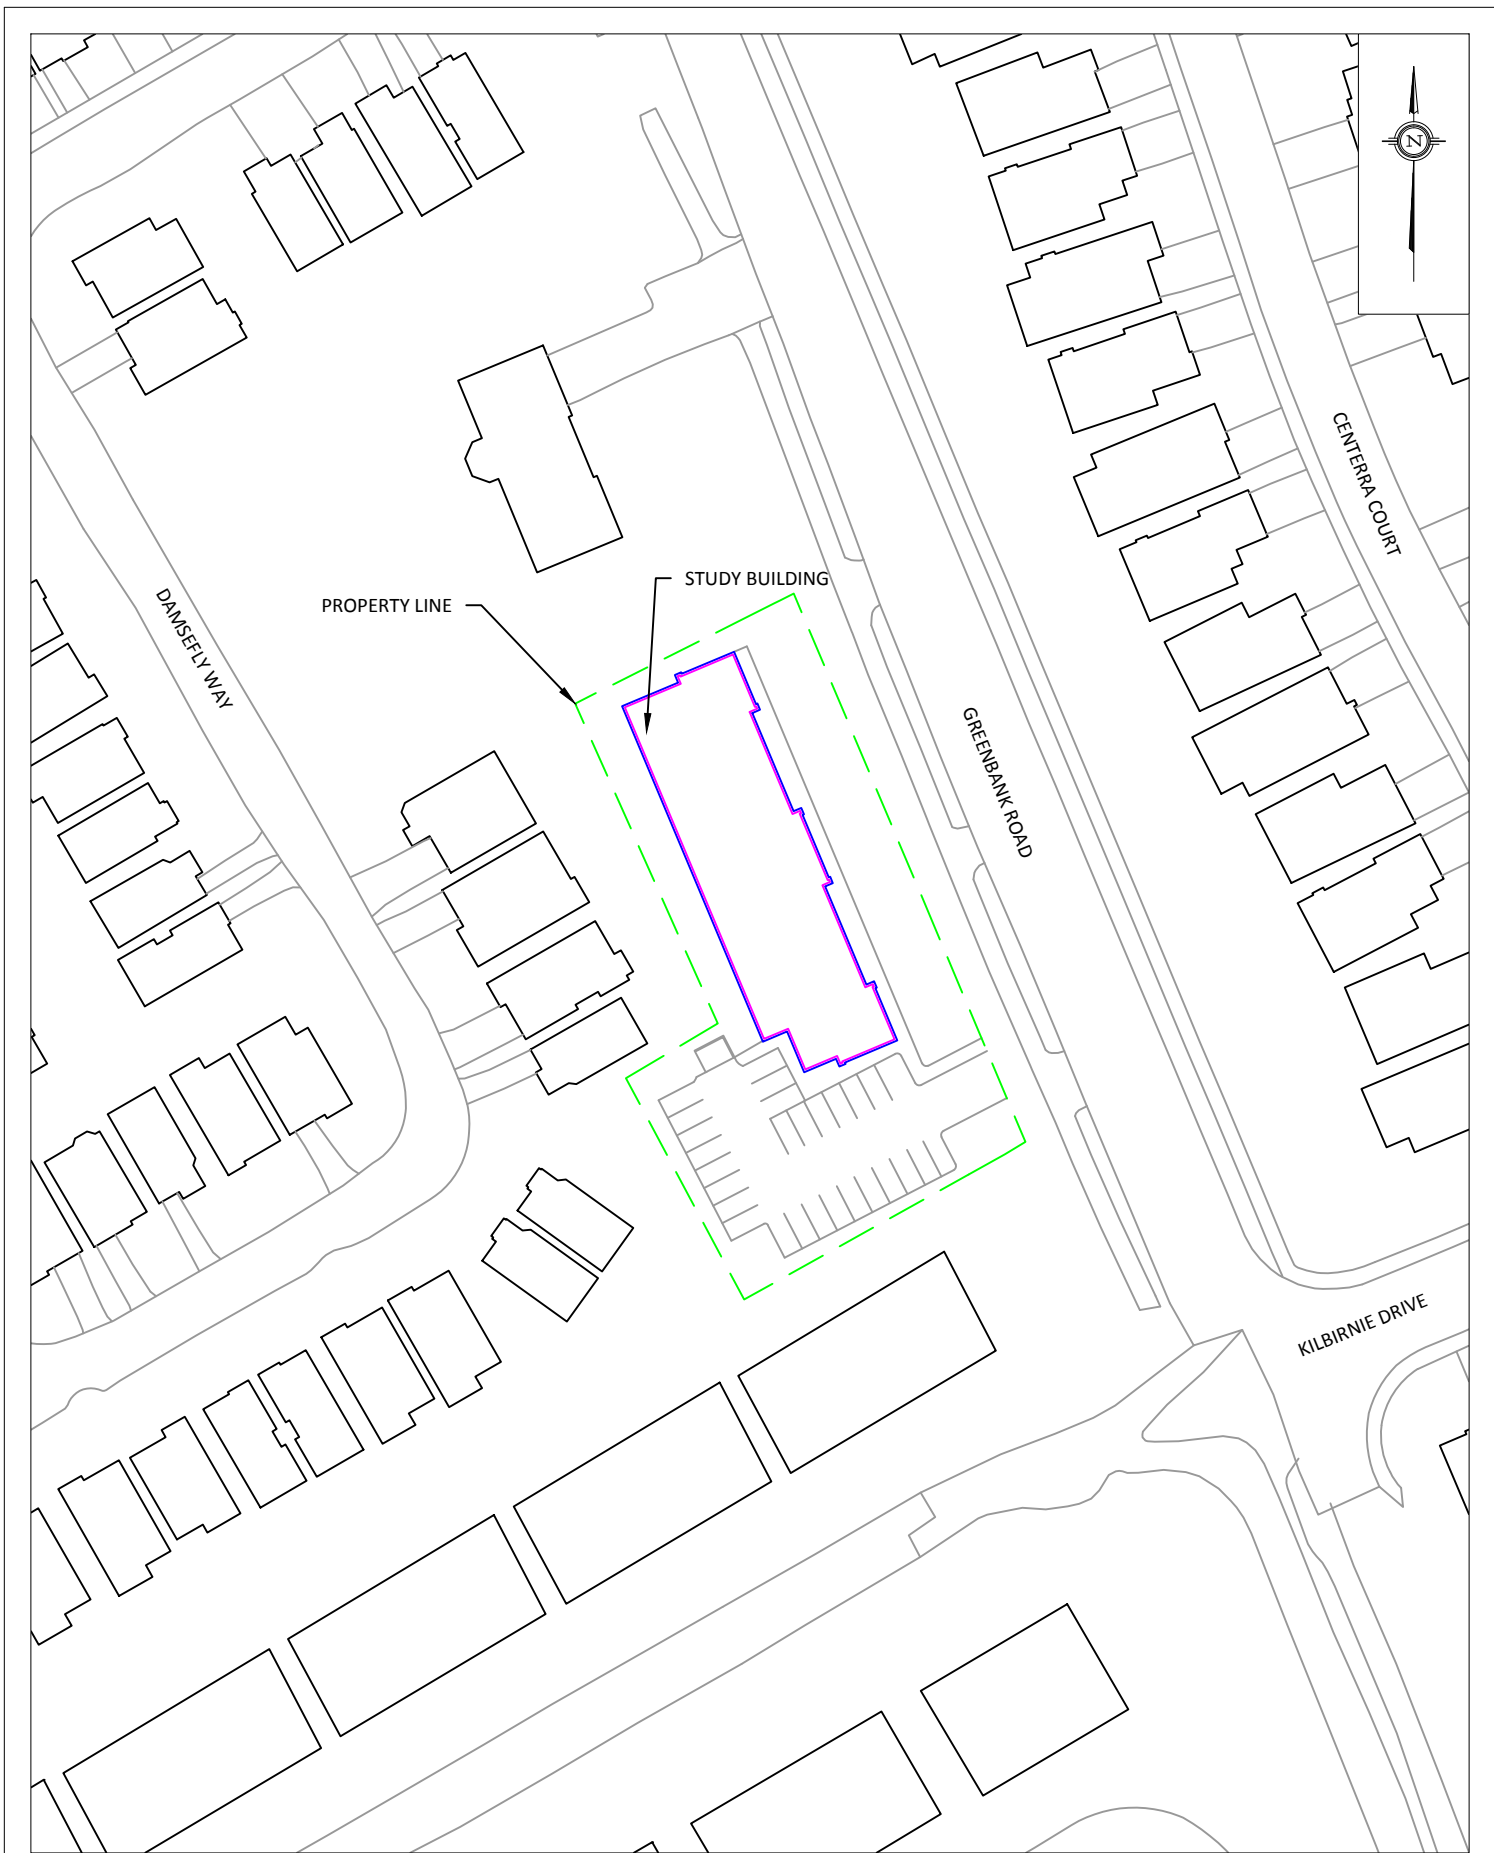 N
CENTERRA COURT
STUDY BUILDING
PROPERTY LINE
DAMSEFLY WAY
GREENBANK ROAD
KILBIRNIE DRIVE